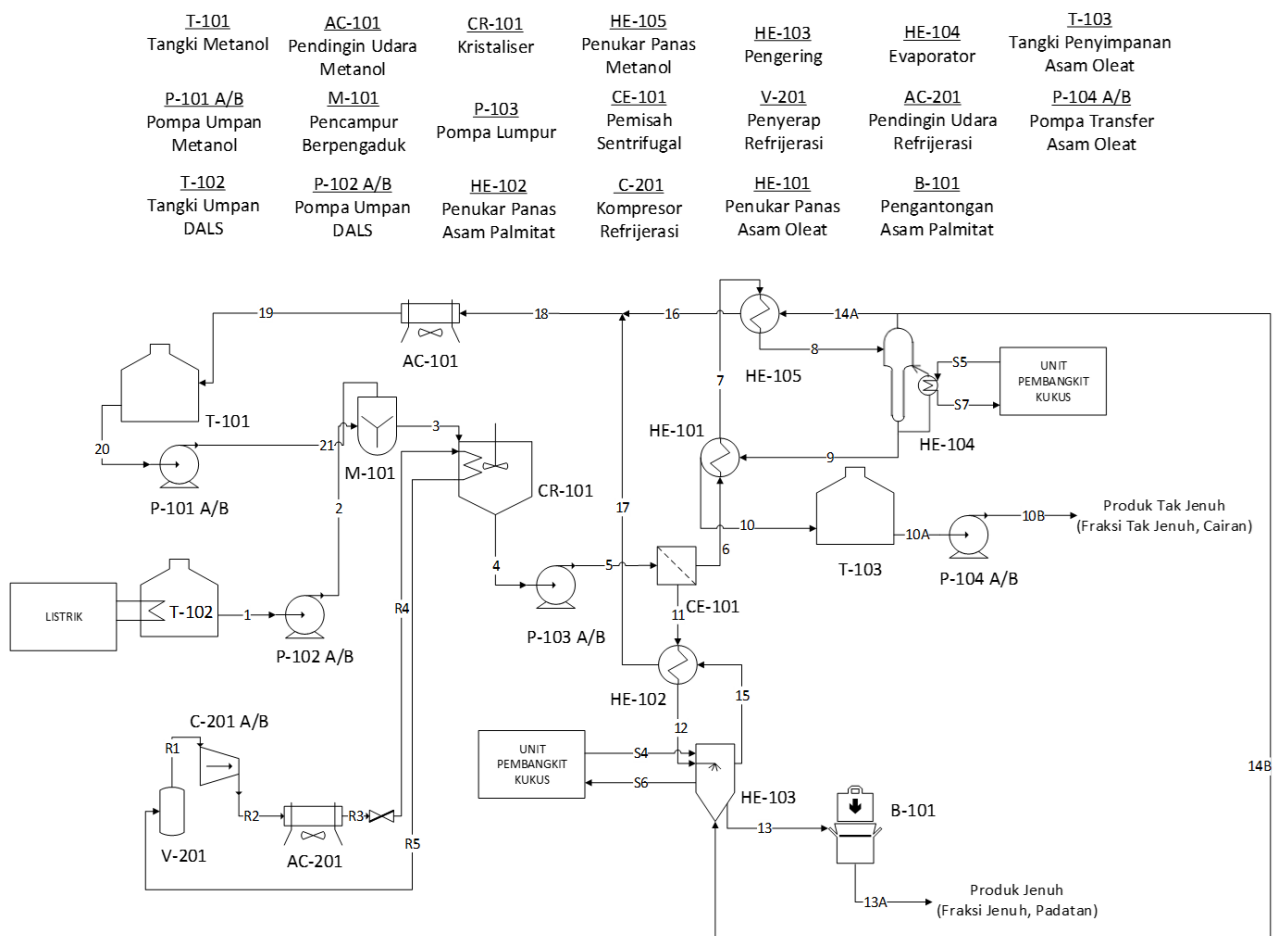 T-101
Tangki Metanol
AC-101
Pendingin Udara
Metanol
CR-101
Kristaliser
HE-105
Penukar Panas
Metanol
HE-103
Pengering
HE-104
Evaporator
T-103
Tangki Penyimpanan
Asam Oleat
P-101 A/B
Pompa Umpan
Metanol
M-101
Pencampur
Berpengaduk
P-103
Pompa Lumpur
CE-101
Pemisah
Sentrifugal
V-201
Penyerap
Refrijerasi
AC-201
Pendingin Udara
Refrijerasi
P-104 A/B
Pompa Transfer
Asam Oleat
T-102
Tangki Umpan
DALS
P-102 A/B
Pompa Umpan
DALS
HE-102
Penukar Panas
Asam Palmitat
C-201
Kompresor
Refrijerasi
HE-101
Penukar Panas
Asam Oleat
B-101
Pengantongan
Asam Palmitat
19
AC-101
18
16
14A
HE-105
8
S5
S7
UNIT
PEMBANGKIT
KUKUS
HE-104
T-101
20
21
P-101 A/B
M-101
3
CR-101
7
HE-101
9
2
17
10
6
T-103
10A
10B
P-104 A/B
Produk Tak Jenuh
(Fraksi Tak Jenuh, Cairan)
LISTRIK
T-102
1
P-102 A/B
R4
4
5
P-103 A/B
CE-101
11
HE-102
15
12
C-201 A/B
R1
R2
R3
R5
V-201
AC-201
UNIT
PEMBANGKIT
KUKUS
S4
S6
HE-103
13
B-101
14B
13A
Produk Jenuh
(Fraksi Jenuh, Padatan)